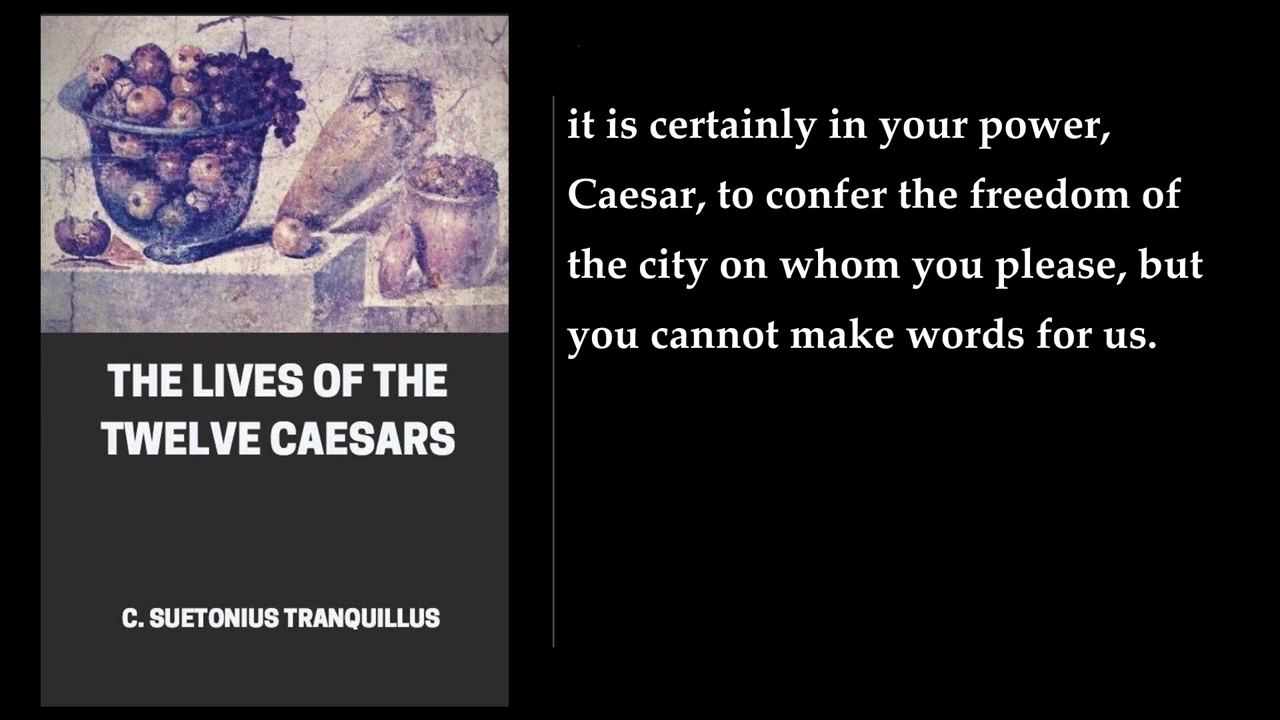 THE LIVES OF THE
TWELVE CAESARS
C. SUETONIUS TRANQUILLUS
it is certainly in your power,
Caesar, to confer the freedom of
the city on whom you please, but
you cannot make words for us.